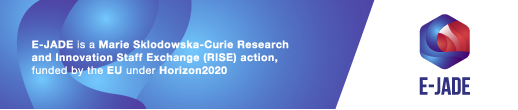 E-JADE is a Marie Sklodowska-Curie Research
and Innovation Staff Exchange (RISE) action,
funded by the EU under Horizon2020
E-JADE